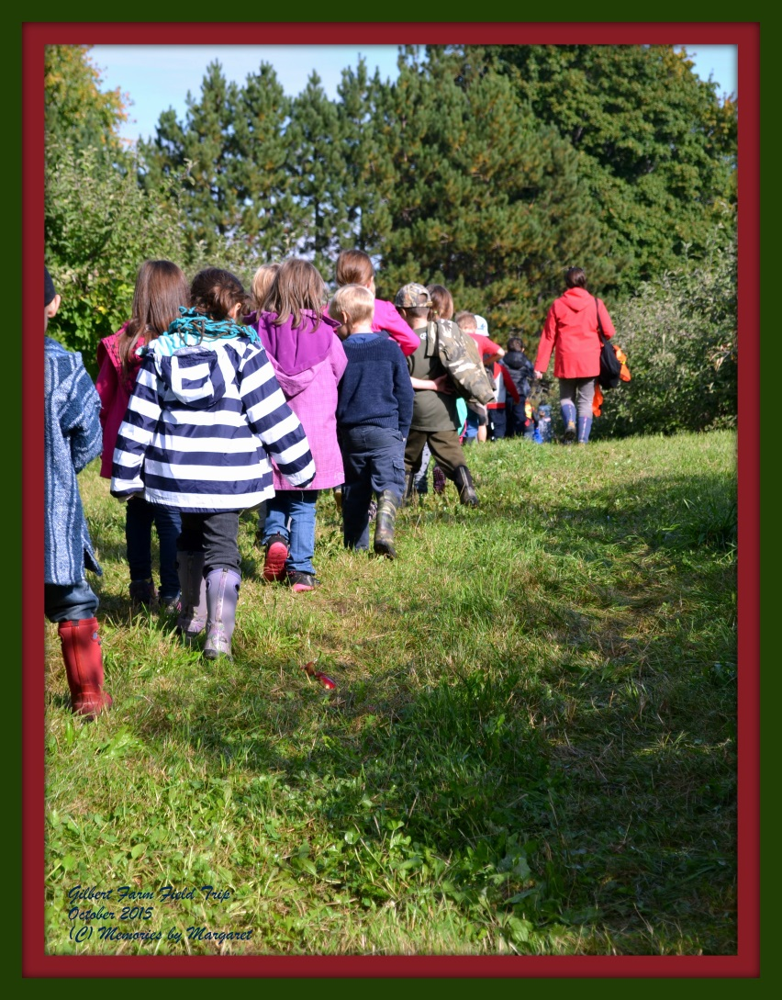 Gilbert Farm Field Trip
October 2015
(C) Memories by Margaret